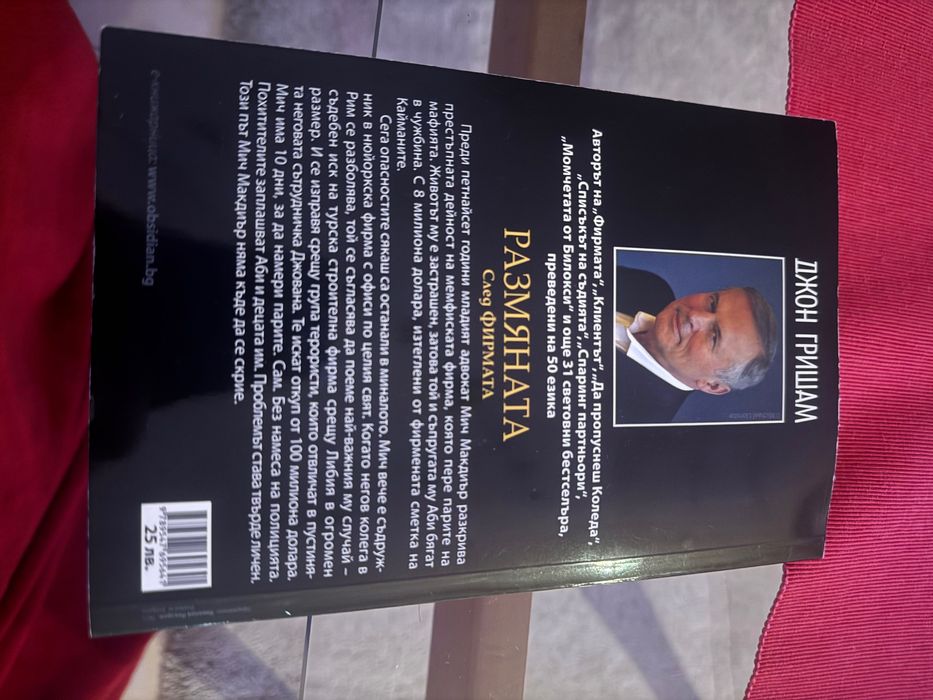 ДЖОН ГРИШАМ
Авторът на „Фирмата“, „Клиентът“, „Да пропуснеш Коледа“,
„Списъкът на съдията“, „Спаринг партньори“,
„Момчетата от Билокси“ и още 31 световни бестселъра,
преведени на 50 езика
РАЗМЯНАТА
След ФИРМАТА
Преди петнайсет години младият адвокат Мич Макдиър разкрива
престъпната дейност на мемфиската фирма, която пере парите на
мафията. Животът му е застрашен, затова той и съпругата му Аби бягат
в чужбина. С 8 милиона долара, изтеглени от фирмената сметка на
Кайманите.
Сега опасностите сякаш са останали в миналото. Мич вече е съдруж-
ник в нюйоркска фирма с офиси по целия свят. Когато негов колега в
Рим се разболява, той се съгласява да поеме най-важния му случай –
съдебен иск на турска строителна фирма срещу Либия в огромен
размер. И се изправя срещу група терористи, които отвличат в пустиня-
та неговата сътрудничка Джована. Те искат откуп от 100 милиона долара.
Мич има 10 дни, за да намери парите. Сам. Без намеса на полицията.
Похитителите заплашват Аби и децата им. Проблемът става твърде личен.
Този път Мич Макдиър няма къде да се скрие.
е-книжарница: www.obsidian.bg
9789547695641
25 лв.